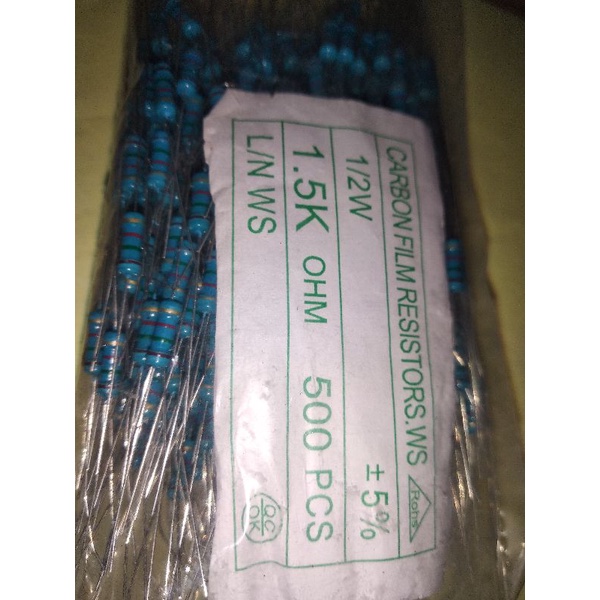 CARBON FILM RESISTORS.WS
Rohs
1/2W ±5%
1.5K OHM 500 PCS
L/N WS
QC
OK